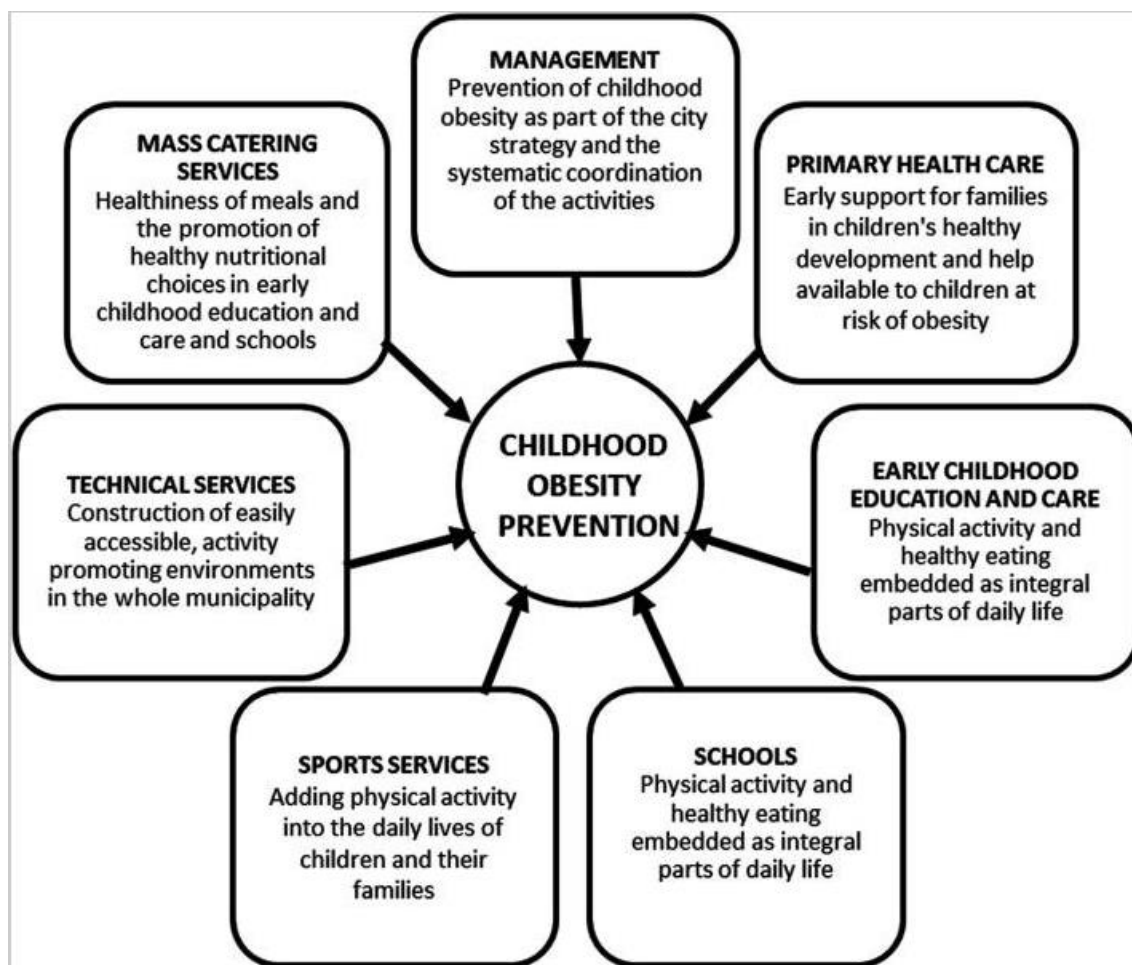 MANAGEMENT
Prevention of childhood
obesity as part of the city
strategy and the
systematic coordination
of the activities
MASS CATERING
SERVICES
Healthiness of meals and
the promotion of
healthy nutritional
choices in early
childhood education and
care and schools
PRIMARY HEALTH CARE
Early support for families
in children's healthy
development and help
available to children at
risk of obesity
CHILDHOOD
OBESITY
PREVENTION
TECHNICAL SERVICES
Construction of easily
accessible, activity
promoting environments
in the whole municipality
EARLY CHILDHOOD
EDUCATION AND CARE
Physical activity and
healthy eating
embedded as integral
parts of daily life
SPORTS SERVICES
Adding physical activity
into the daily lives of
children and their
families
SCHOOLS
Physical activity and
healthy eating
embedded as integral
parts of daily life